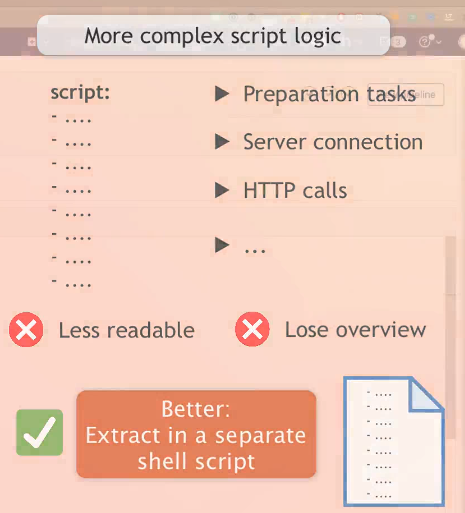 More complex script logic
script:
- ....
- ....
- ....
- ....
- ....
- ....
- ....
- ....
▶ Preparation tasks
▶ Server connection
▶ HTTP calls
▶ ...
Less readable
Lose overview
Better:
Extract in a separate
shell script
- ....
- ....
- ....
- ....
- ....
- ....
- ....
- ....